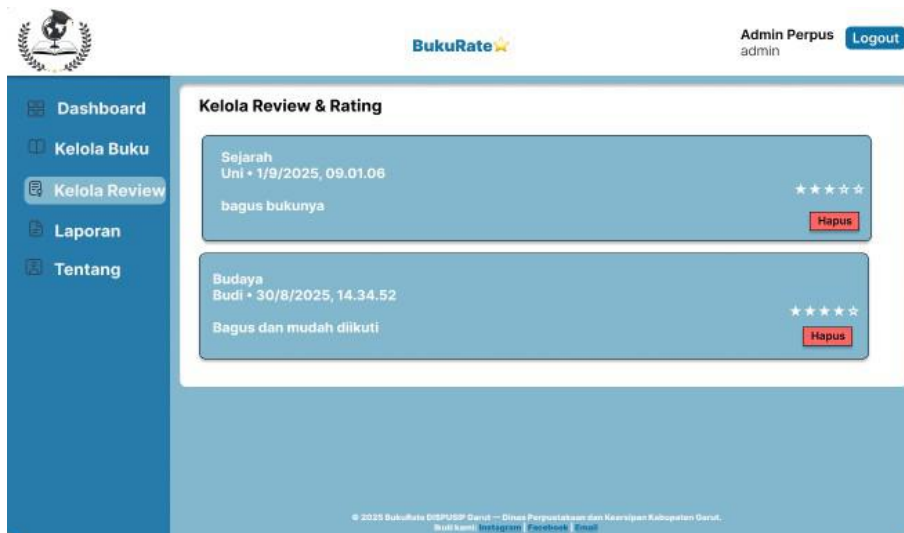 BukuRate
Admin Perpus
admin
Logout
Dashboard
Kelola Buku
Kelola Review
Laporan
Tentang
Kelola Review & Rating
Sejarah
Uni • 1/9/2025, 09.01.06
bagus bukunya
★★★☆☆
Hapus
Budaya
Budi • 30/8/2025, 14.34.52
Bagus dan mudah diikuti
★★★★☆
Hapus
© 2025 BukuRate DISPUSIP Garut — Dinas Perpustakaan dan Kearsipan Kabupaten Garut.
Ikuti kami: Instagram | Facebook | Email